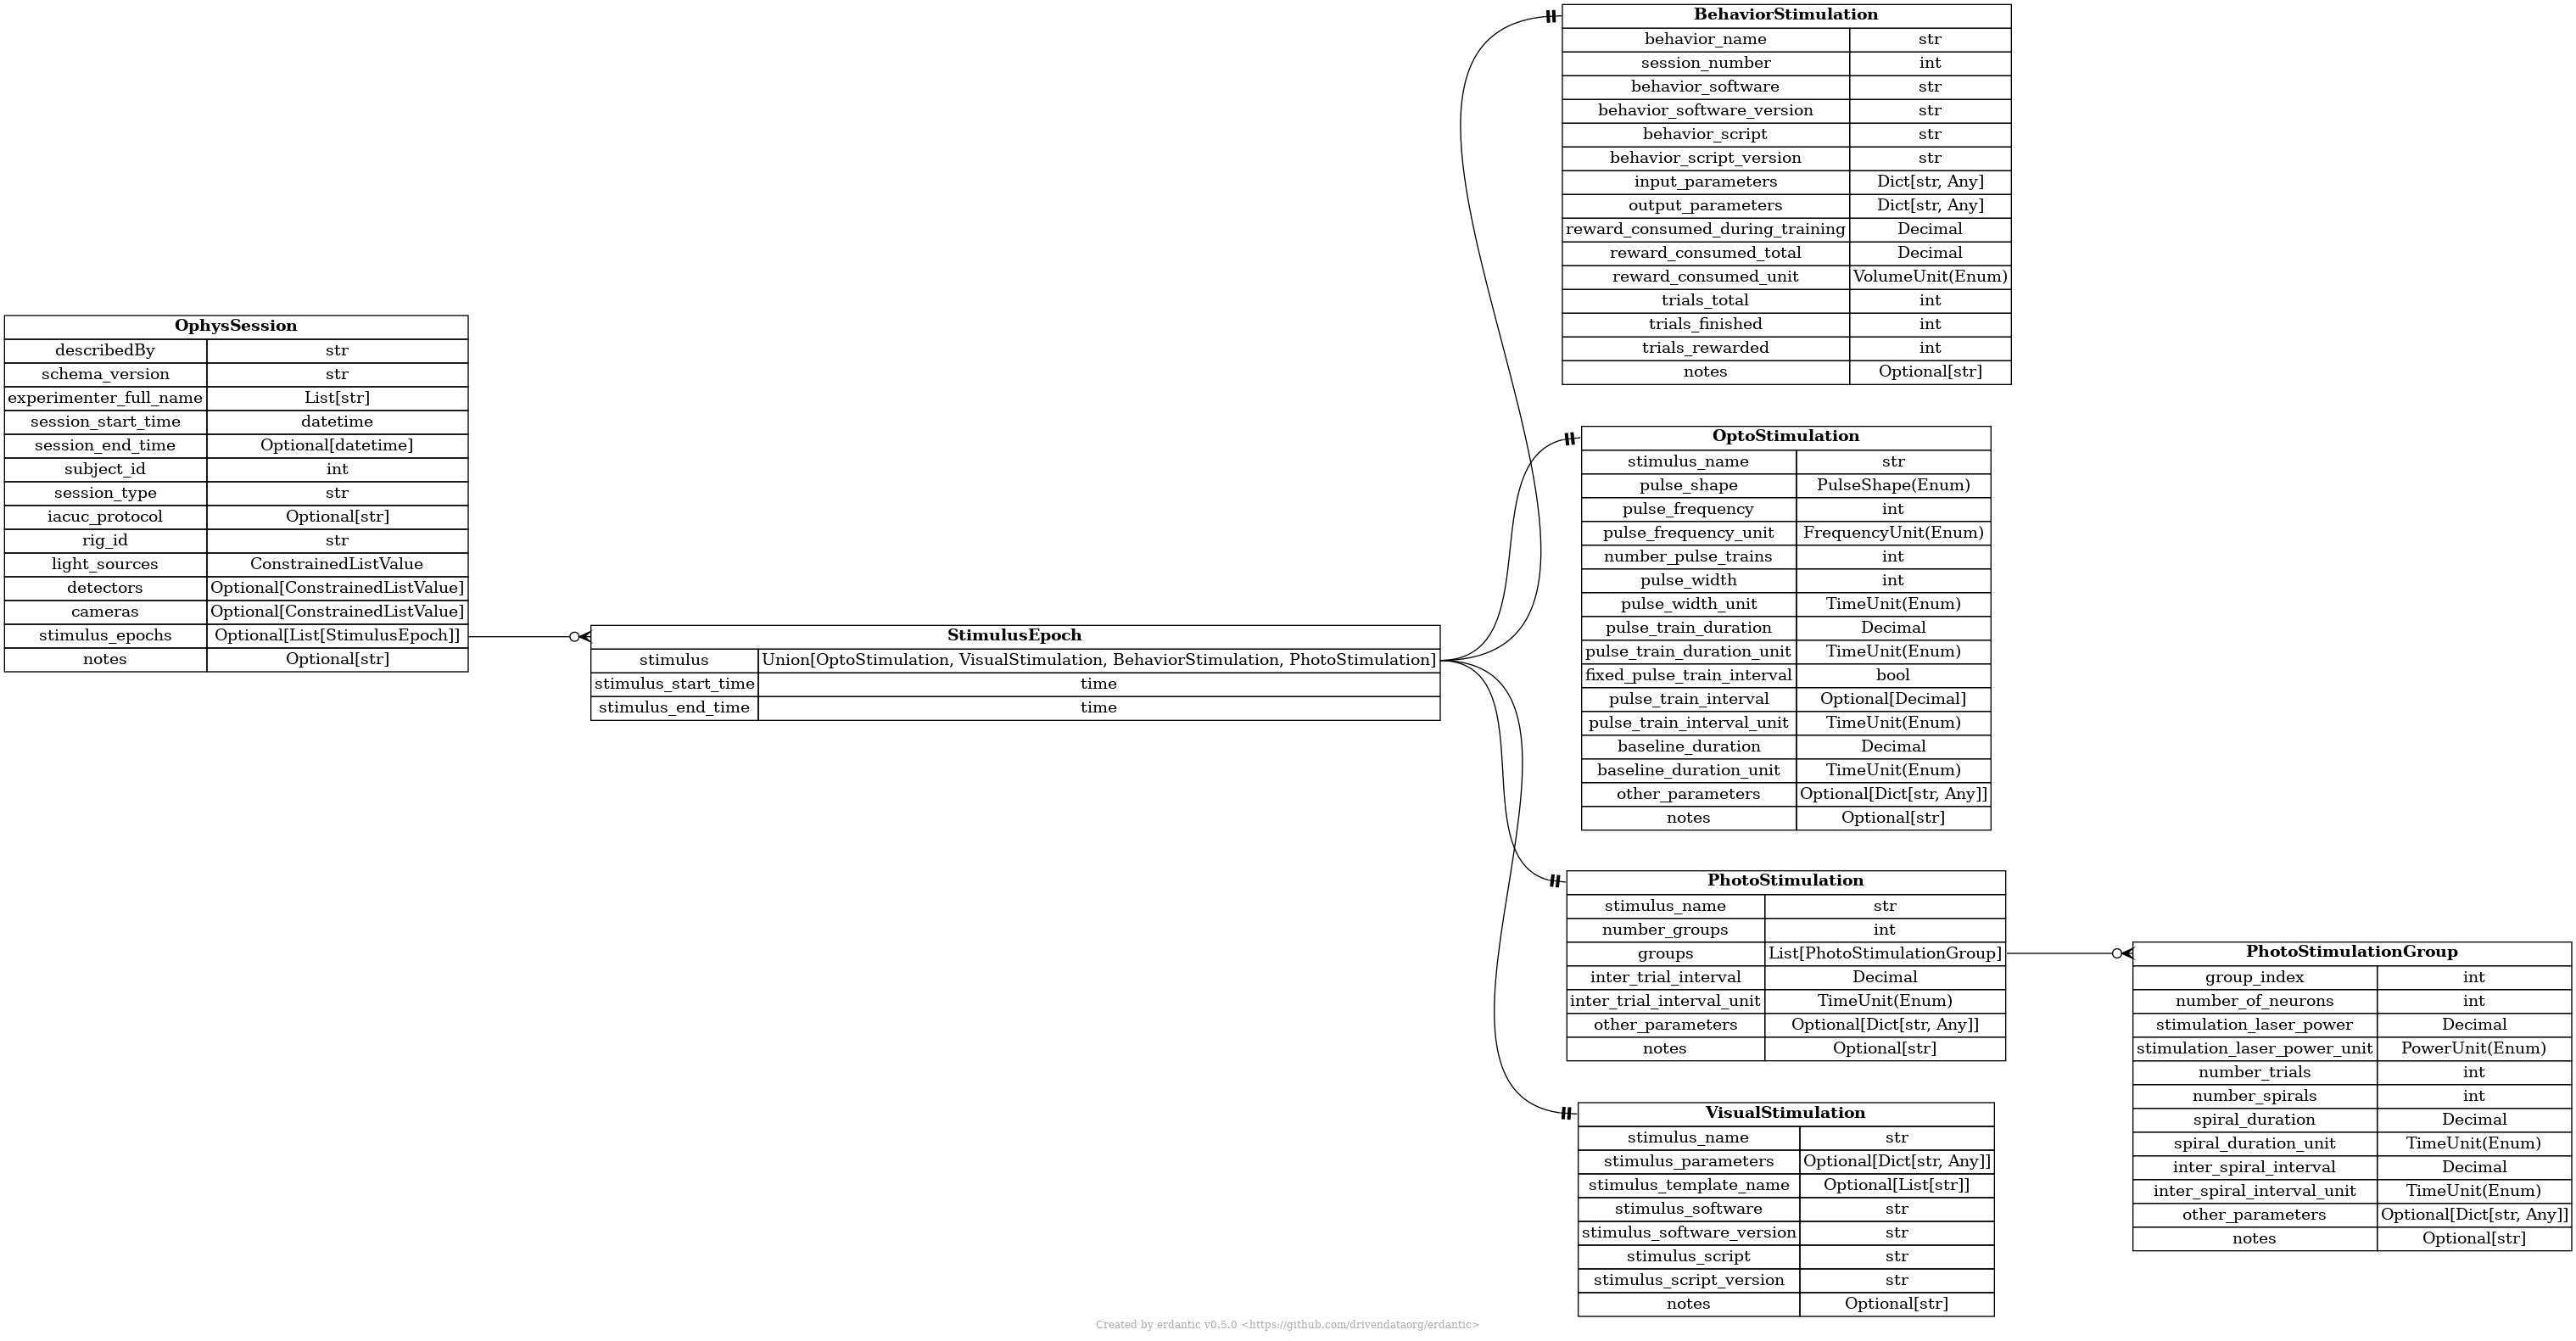 OphysSession
describedBy str
schema_version str
experimenter_full_name List[str]
session_start_time datetime
session_end_time Optional[datetime]
subject_id int
session_type str
iacuc_protocol Optional[str]
rig_id str
light_sources ConstrainedListValue
detectors Optional[ConstrainedListValue]
cameras Optional[ConstrainedListValue]
stimulus_epochs Optional[List[StimulusEpoch]]
notes Optional[str]
StimulusEpoch
stimulus Union[OptoStimulation, VisualStimulation, BehaviorStimulation, PhotoStimulation]
stimulus_start_time time
stimulus_end_time time
BehaviorStimulation
behavior_name str
session_number int
behavior_software str
behavior_software_version str
behavior_script str
behavior_script_version str
input_parameters Dict[str, Any]
output_parameters Dict[str, Any]
reward_consumed_during_training Decimal
reward_consumed_total Decimal
reward_consumed_unit VolumeUnit(Enum)
trials_total int
trials_finished int
trials_rewarded int
notes Optional[str]
OptoStimulation
stimulus_name str
pulse_shape PulseShape(Enum)
pulse_frequency int
pulse_frequency_unit FrequencyUnit(Enum)
number_pulse_trains int
pulse_width int
pulse_width_unit TimeUnit(Enum)
pulse_train_duration Decimal
pulse_train_duration_unit TimeUnit(Enum)
fixed_pulse_train_interval bool
pulse_train_interval Optional[Decimal]
pulse_train_interval_unit TimeUnit(Enum)
baseline_duration Decimal
baseline_duration_unit TimeUnit(Enum)
other_parameters Optional[Dict[str, Any]]
notes Optional[str]
PhotoStimulation
stimulus_name str
number_groups int
groups List[PhotoStimulationGroup]
inter_trial_interval Decimal
inter_trial_interval_unit TimeUnit(Enum)
other_parameters Optional[Dict[str, Any]]
notes Optional[str]
VisualStimulation
stimulus_name str
stimulus_parameters Optional[Dict[str, Any]]
stimulus_template_name Optional[List[str]]
stimulus_software str
stimulus_software_version str
stimulus_script str
stimulus_script_version str
notes Optional[str]
PhotoStimulationGroup
group_index int
number_of_neurons int
stimulation_laser_power Decimal
stimulation_laser_power_unit PowerUnit(Enum)
number_trials int
number_spirals int
spiral_duration Decimal
spiral_duration_unit TimeUnit(Enum)
inter_spiral_interval Decimal
inter_spiral_interval_unit TimeUnit(Enum)
other_parameters Optional[Dict[str, Any]]
notes Optional[str]
Created by erdantic v0.5.0 <https://github.com/drivendataorg/erdantic>